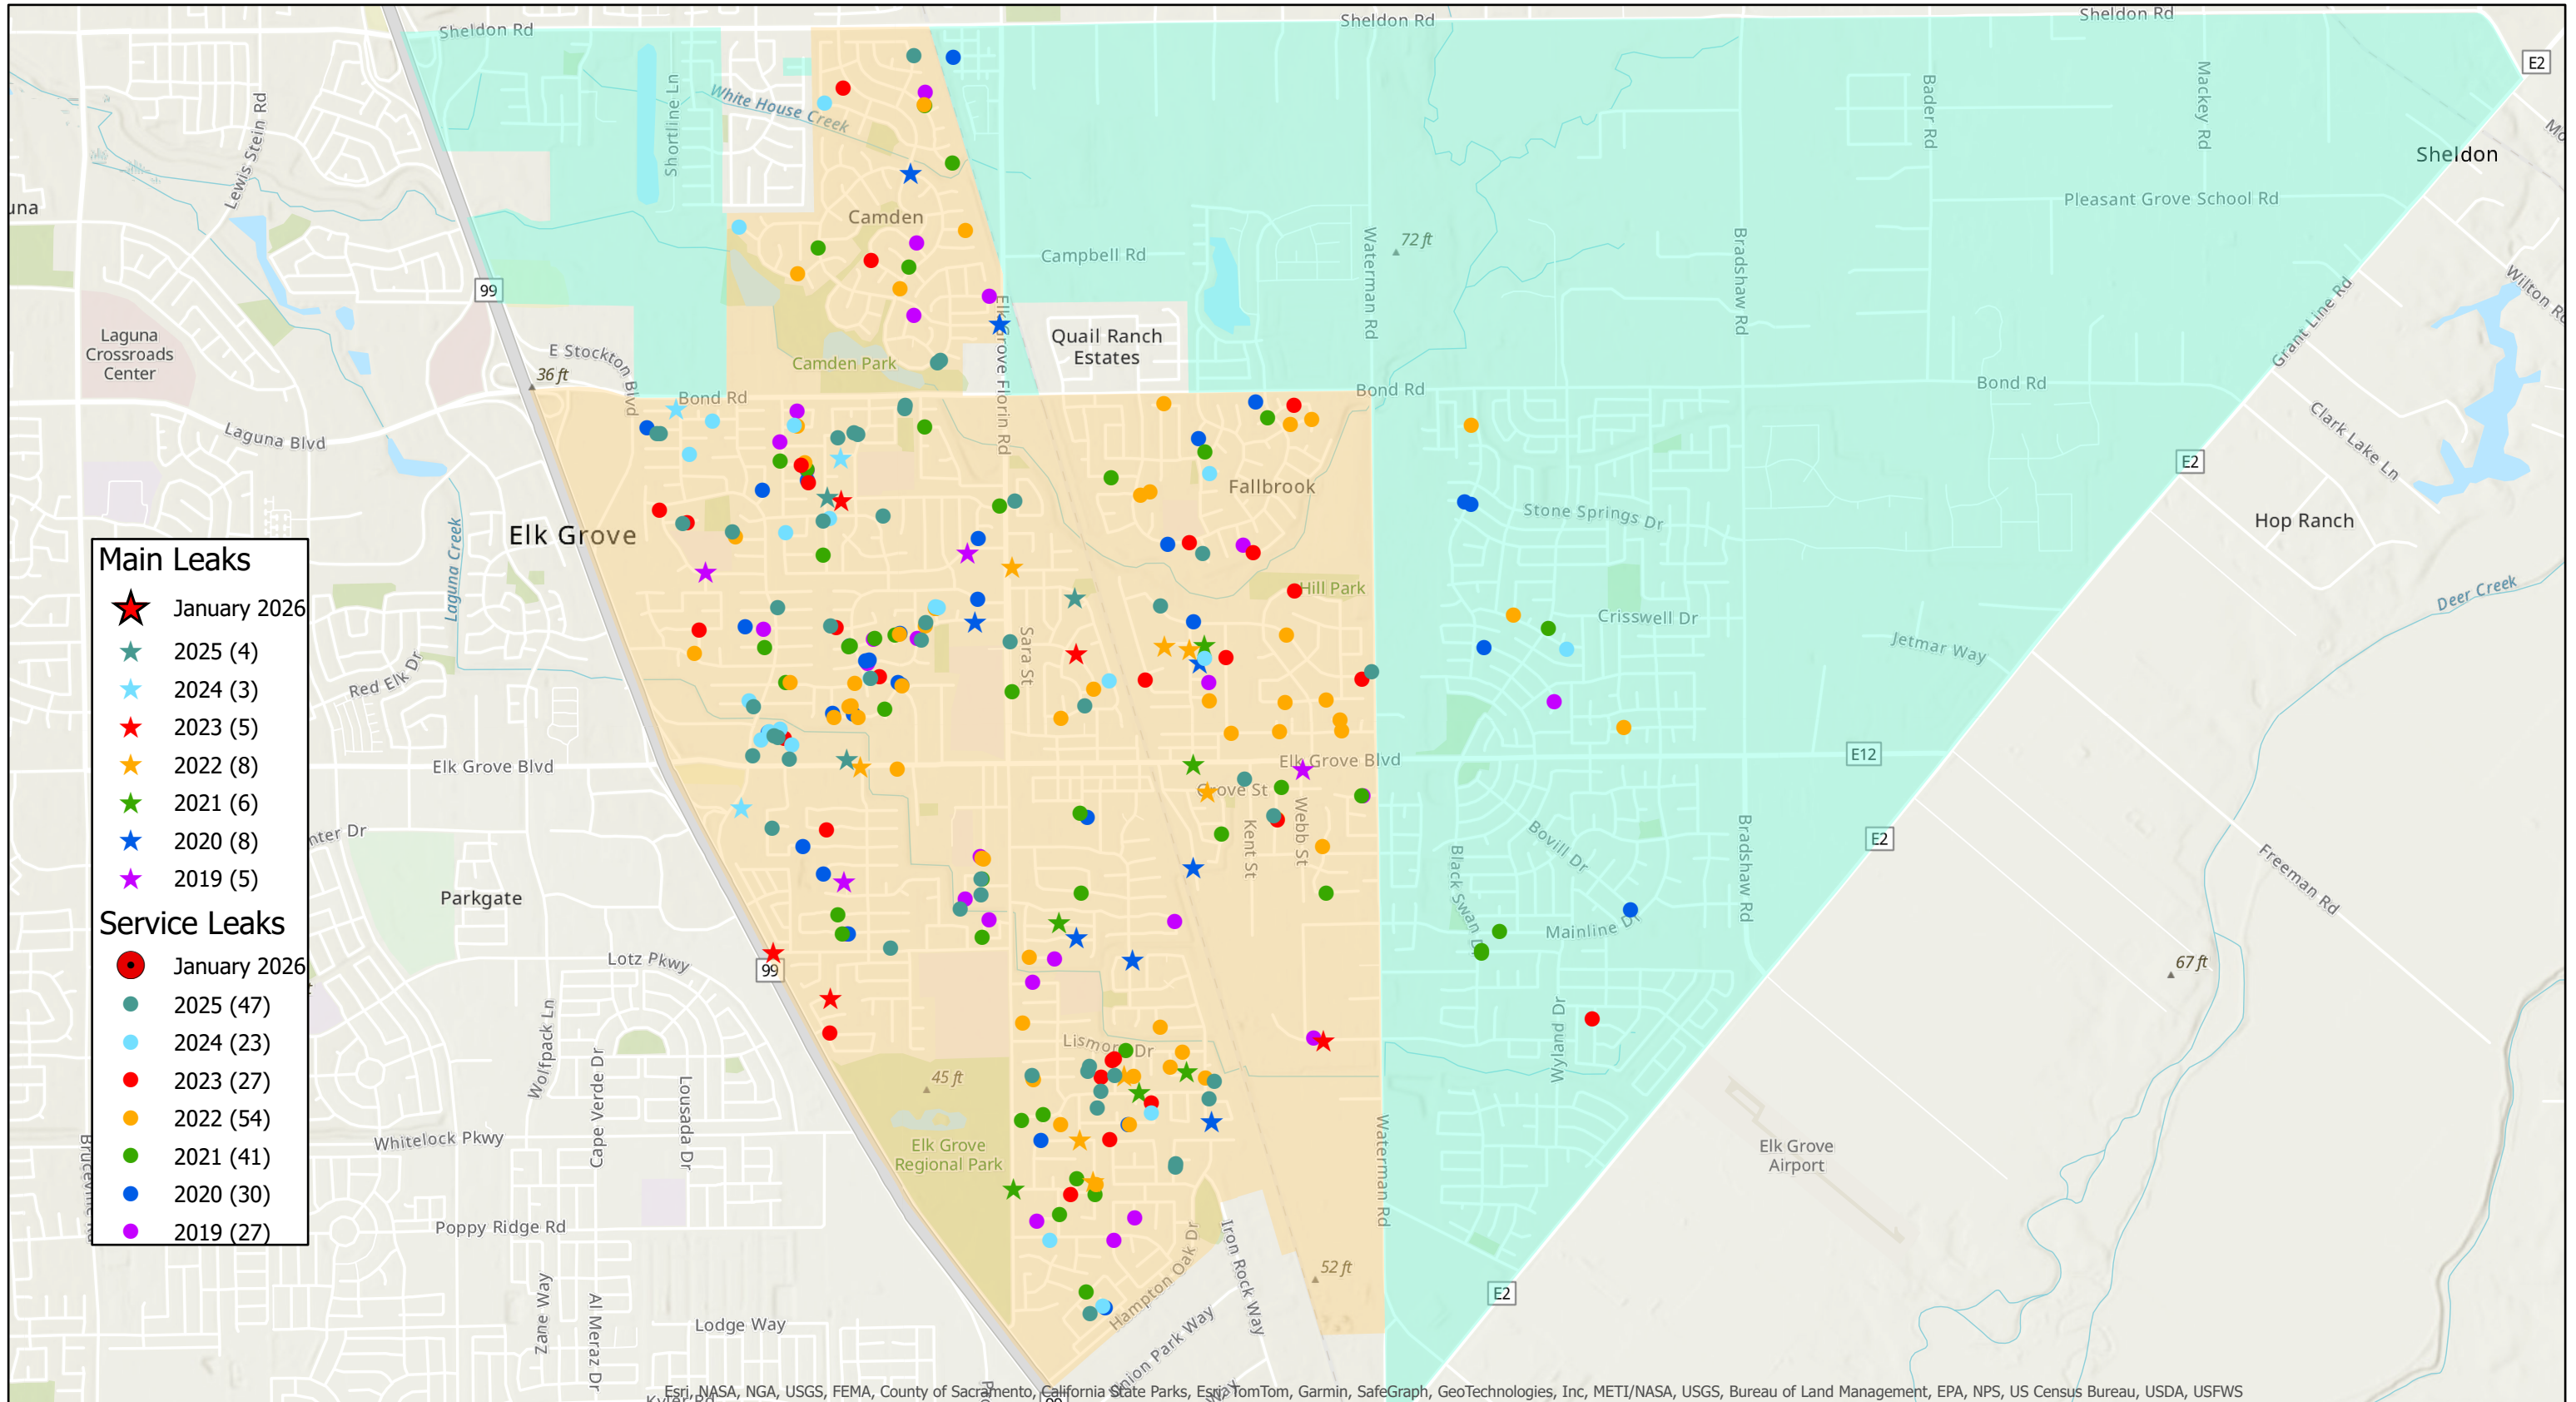 Sheldon Rd
Sheldon Rd
Sheldon Rd
E2
Lewis Stein Rd
Shortline Ln
White House Creek
Bader Rd
Mackey Rd
Sheldon
Pleasant Grove School Rd
una
Camden
72 ft
Campbell Rd
Waterman Rd
Bradshaw Rd
Wilton Rd
99
Elk Grove Florin Rd
Grant Line Rd
Laguna
Crossroads
Center
E Stockton Blvd
36 ft
Camden Park
Quail Ranch
Estates
Bond Rd
Bond Rd
Bond Rd
Laguna Blvd
Clark Lake Ln
E2
Fallbrook
Stone Springs Dr
Hop Ranch
Elk Grove
Laguna Creek
Hill Park
Crisswell Dr
Deer Creek
Jetmar Way
Sara St
Red Elk Dr
Elk Grove Blvd
Elk Grove Blvd
E12
Grove St
Kent St
Webb St
nter Dr
Bovill Dr
Black Swan D
Bradshaw Rd
E2
Freeman Rd
Parkgate
Mainline Dr
Lotz Pkwy
99
67 ft
Wolfpack Ln
Cape Verde Dr
Lousada Dr
Lismore Dr
Wyland Dr
45 ft
Whitelock Pkwy
Elk Grove
Regional Park
Waterman Rd
Elk Grove
Airport
Bruceville Rd
Poppy Ridge Rd
Hampton Oak Dr
Iron Rock Way
52 ft
E2
Zane Way
Al Meraz Dr
Lodge Way
Union Park Way
Way
Kyler Rd
99
Main Leaks
January 2026
2025 (4)
2024 (3)
2023 (5)
2022 (8)
2021 (6)
2020 (8)
2019 (5)
Service Leaks
January 2026
2025 (47)
2024 (23)
2023 (27)
2022 (54)
2021 (41)
2020 (30)
2019 (27)
Esri, NASA, NGA, USGS, FEMA, County of Sacramento, California State Parks, Esri, TomTom, Garmin, SafeGraph, GeoTechnologies, Inc, METI/NASA, USGS, Bureau of Land Management, EPA, NPS, US Census Bureau, USDA, USFWS